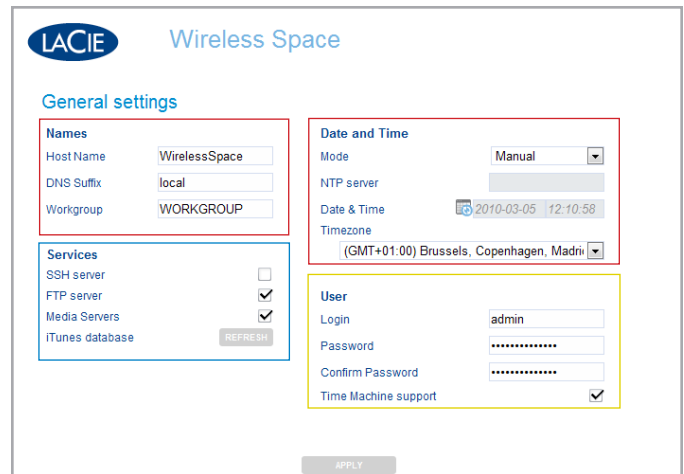 LACIE
Wireless Space
General settings
Names
Host Name WirelessSpace
DNS Suffix local
Workgroup WORKGROUP
Services
SSH server
FTP server
Media Servers
iTunes database REFRESH
Date and Time
Mode Manual
NTP server
Date & Time 2010-03-05 12:10:58
Timezone
(GMT+01:00) Brussels, Copenhagen,
User
Login admin
Password ••••••••••••••
Confirm Password ••••••••••••••
Time Machine support
APPLY